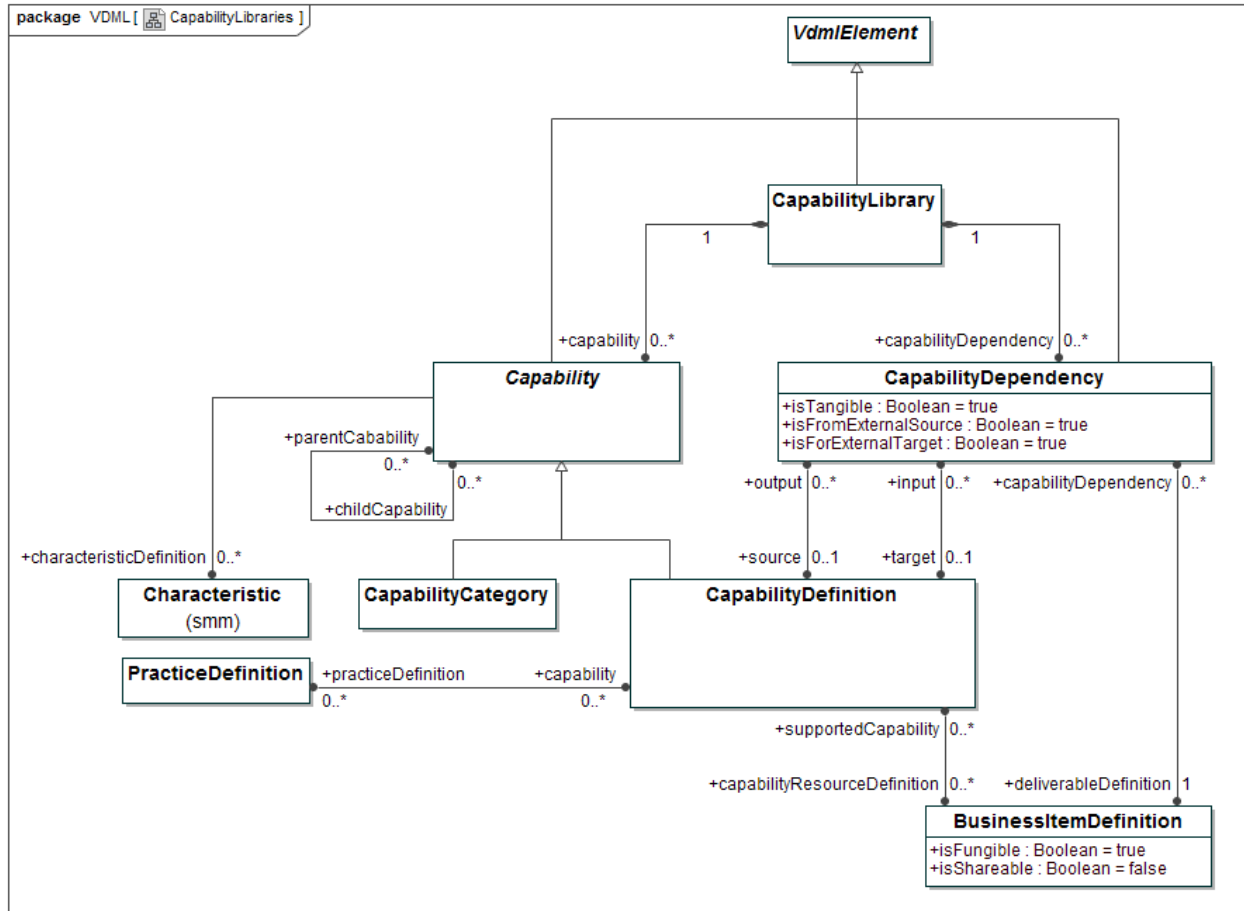 package VDML [ CapabilityLibraries ]
VdmlElement
CapabilityLibrary
1
1
+capability 0..*
+capabilityDependency 0..*
Capability
CapabilityDependency
+isTangible : Boolean = true
+isFromExternalSource : Boolean = true
+isForExternalTarget : Boolean = true
+parentCabability
0..*
0..*
+childCapability
+output 0..*
+input 0..*
+capabilityDependency 0..*
+characteristicDefinition 0..*
+source 0..1
+target 0..1
Characteristic
(smm)
CapabilityCategory
CapabilityDefinition
PracticeDefinition
+practiceDefinition
0..*
+capability
0..*
+supportedCapability 0..*
+capabilityResourceDefinition 0..*
+deliverableDefinition 1
BusinessItemDefinition
+isFungible : Boolean = true
+isShareable : Boolean = false